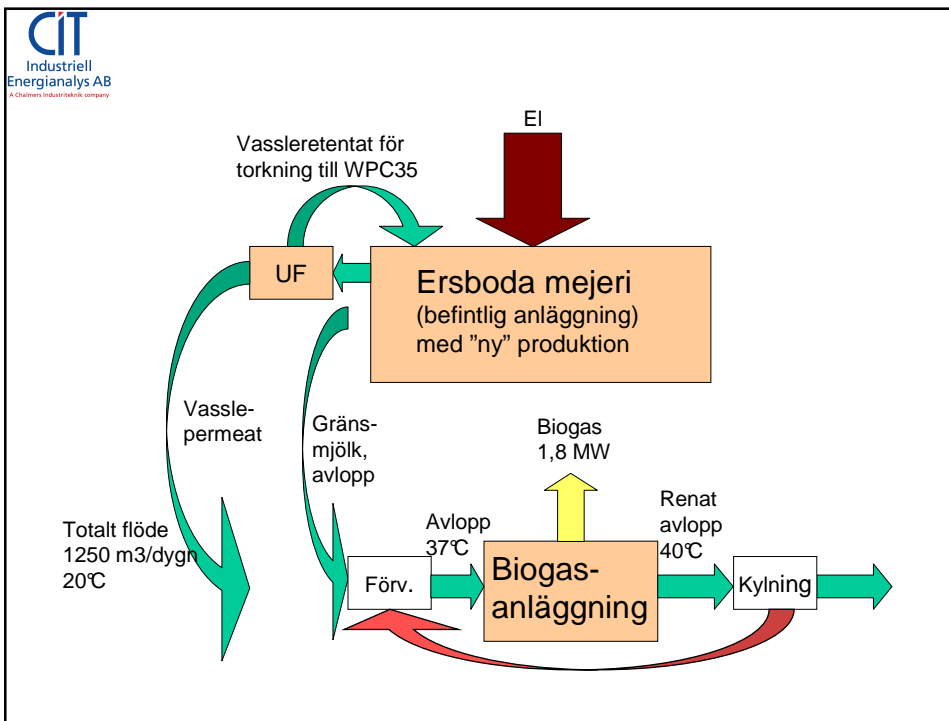 CIT
Industriell
Energianalys AB
A Chalmers Industriteknik company
El
Vassleretentat för
torkning till WPC35
UF
Ersboda mejeri
(befintlig anläggning)
med ”ny” produktion
Vassle-
permeat
Gräns-
mjölk,
avlopp
Biogas
1,8 MW
Totalt flöde
1250 m3/dygn
20°C
Avlopp
37°C
Renat
avlopp
40°C
Förv.
Biogas-
anläggning
Kylning